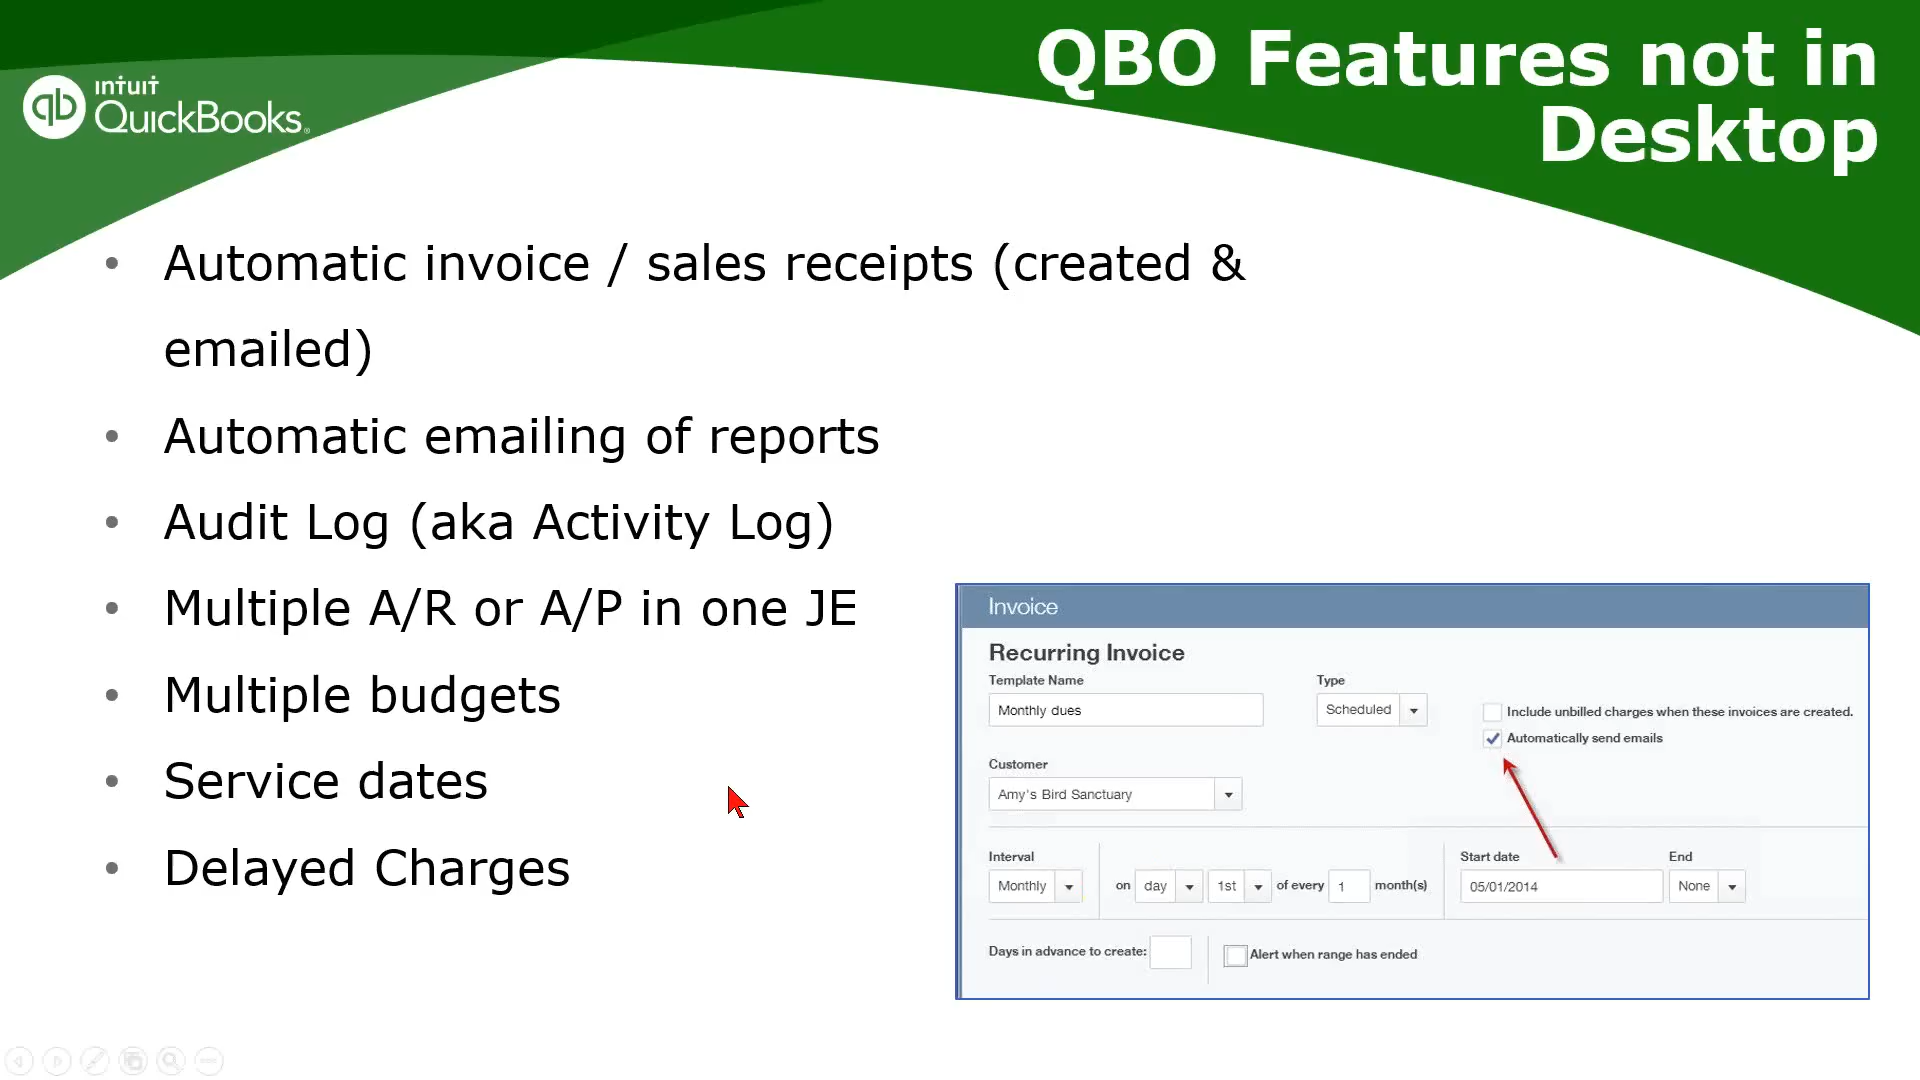 QBO Features not in
Desktop
ıntuıt
qb QuickBooks.
• Automatic invoice / sales receipts (created &
emailed)
• Automatic emailing of reports
• Audit Log (aka Activity Log)
• Multiple A/R or A/P in one JE
• Multiple budgets
• Service dates
• Delayed Charges
Invoice
Recurring Invoice
Template Name Type
Monthly dues Scheduled
Include unbilled charges when these invoices are created.
Automatically send emails
Customer
Amy's Bird Sanctuary
Interval Start date End
Monthly on day 1st of every 1 month(s) 05/01/2014 None
Days in advance to create: Alert when range has ended